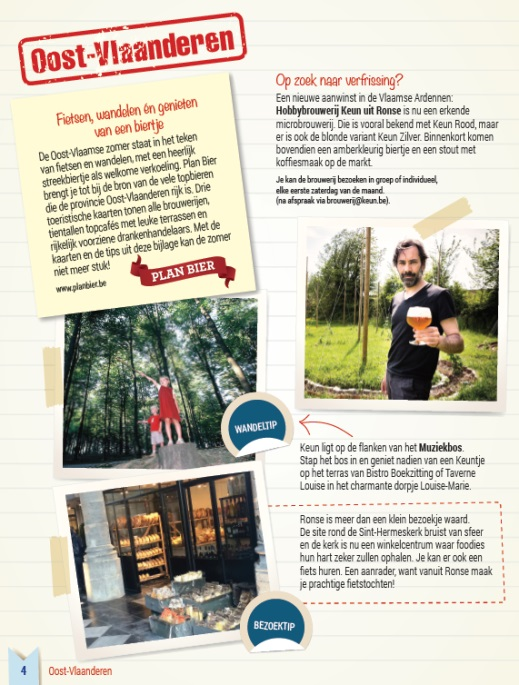 Oost-Vlaanderen
Fietsen, wandelen én genieten
van een biertje
De Oost-Vlaamse zomer staat in het teken
van fietsen en wandelen, met een heerlijk
streekbiertje als welkome verkoeling. Plan Bier
brengt je tot bij de bron van de vele topbieren
die de provincie Oost-Vlaanderen rijk is. Drie
toeristische kaarten tonen alle brouwerijen,
tientallen topcafés met leuke terrassen en
rijkelijk voorziene drankenhandelaars. Met de
kaarten en de tips uit deze bijlage kan de zomer
niet meer stuk!
www.planbier.be
PLAN BIER
Op zoek naar verfrissing?
Een nieuwe aanwinst in de Vlaamse Ardennen:
Hobbybrouwerij Keun uit Ronse is nu een erkende
microbrouwerij. Die is vooral bekend met Keun Rood, maar
er is ook de blonde variant Keun Zilver. Binnenkort komen
bovendien een amberkleurig biertje en een stout met
koffiesmaak op de markt.
Je kan de brouwerij bezoeken in groep of individueel,
elke eerste zaterdag van de maand.
(na afspraak via brouwerij@keun.be).
WANDELTIP
Keun ligt op de flanken van het Muziekbos.
Stap het bos in en geniet nadien van een Keuntje
op het terras van Bistro Boekzitting of Taverne
Louise in het charmante dorpje Louise-Marie.
Ronse is meer dan een klein bezoekje waard.
De site rond de Sint-Hermeskerk bruist van sfeer
en de kerk is nu een winkelcentrum waar foodies
hun hart zeker zullen ophalen. Je kan er ook een
fiets huren. Een aanrader, want vanuit Ronse maak
je prachtige fietstochten!
BEZOEKTIP
4 Oost-Vlaanderen